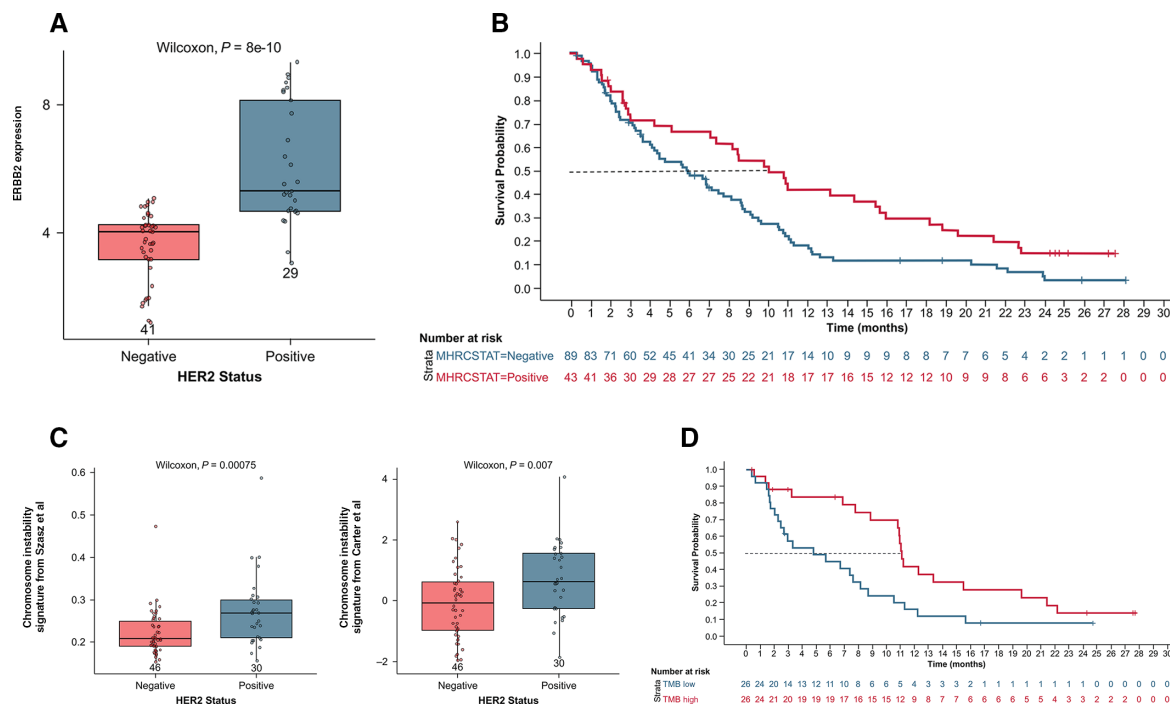 A
Wilcoxon, P = 8e-10
ERBB2 expression
8
4
41
29
Negative Positive
HER2 Status
B
Survival Probability
1.0
0.9
0.8
0.7
0.6
0.5
0.4
0.3
0.2
0.1
0.0
0 1 2 3 4 5 6 7 8 9 10 11 12 13 14 15 16 17 18 19 20 21 22 23 24 25 26 27 28 29 30
Time (months)
Number at risk
Strata
MHRCSTAT=Negative 89 83 71 60 52 45 41 34 30 25 21 17 14 10 9 9 9 8 8 7 7 6 5 4 2 2 1 1 1 0 0
MHRCSTAT=Positive 43 41 36 30 29 28 27 27 25 22 21 18 17 17 16 15 12 12 12 10 9 9 8 6 6 3 2 2 0 0 0
C
Wilcoxon, P = 0.00075
Chromosome instability
signature from Szasz et al
0.6
0.5
0.4
0.3
0.2
46
30
Negative Positive
HER2 Status
Wilcoxon, P = 0.007
Chromosome instability
signature from Carter et al
4
2
0
−2
46
30
Negative Positive
HER2 Status
D
Survival Probability
1.0
0.9
0.8
0.7
0.6
0.5
0.4
0.3
0.2
0.1
0.0
0 1 2 3 4 5 6 7 8 9 10 11 12 13 14 15 16 17 18 19 20 21 22 23 24 25 26 27 28 29 30
Time (months)
Number at risk
Strata
TMB low 26 24 20 14 13 12 11 10 8 6 6 5 4 3 3 3 2 1 1 1 1 1 1 1 1 0 0 0 0 0 0
TMB high 26 24 21 20 19 19 19 17 16 15 15 12 9 8 7 7 6 6 6 6 5 5 4 3 3 2 2 2 0 0 0